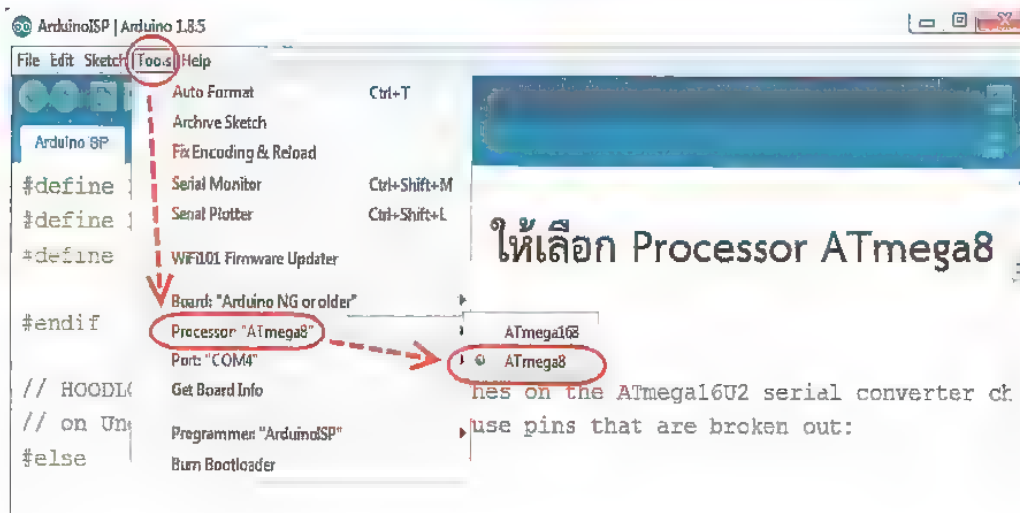 ArduinoISP | Arduino 1.8.5
File Edit Sketch Tools Help
Auto Format Ctrl+T
Archive Sketch
Arduino ISP
Fix Encoding & Reload
#define
Serial Monitor Ctrl+Shift+M
#define
Serial Plotter Ctrl+Shift+L
ให้เลือก Processor ATmega8
#define
WiFi101 Firmware Updater
Board: "Arduino NG or older"
#endif
Processor: "ATmega8"
ATmega168
Port: "COM4"
ATmega8
// HOODL
Get Board Info
hes on the ATmega16U2 serial converter ch
// on Un
Programmer: "ArduinoISP"
use pins that are broken out:
#else
Burn Bootloader